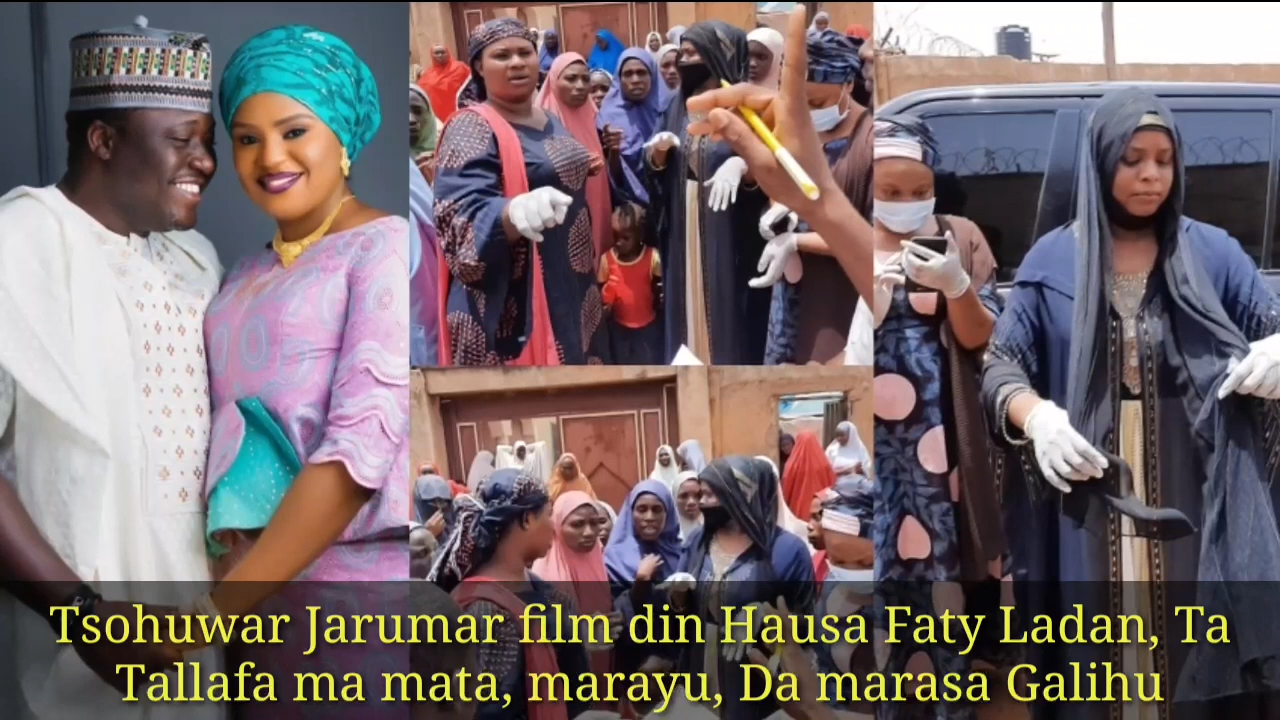 Tsohuwar Jarumar film din Hausa Faty Ladan, Ta
Tallafa ma mata, marayu, Da marasa Galihu